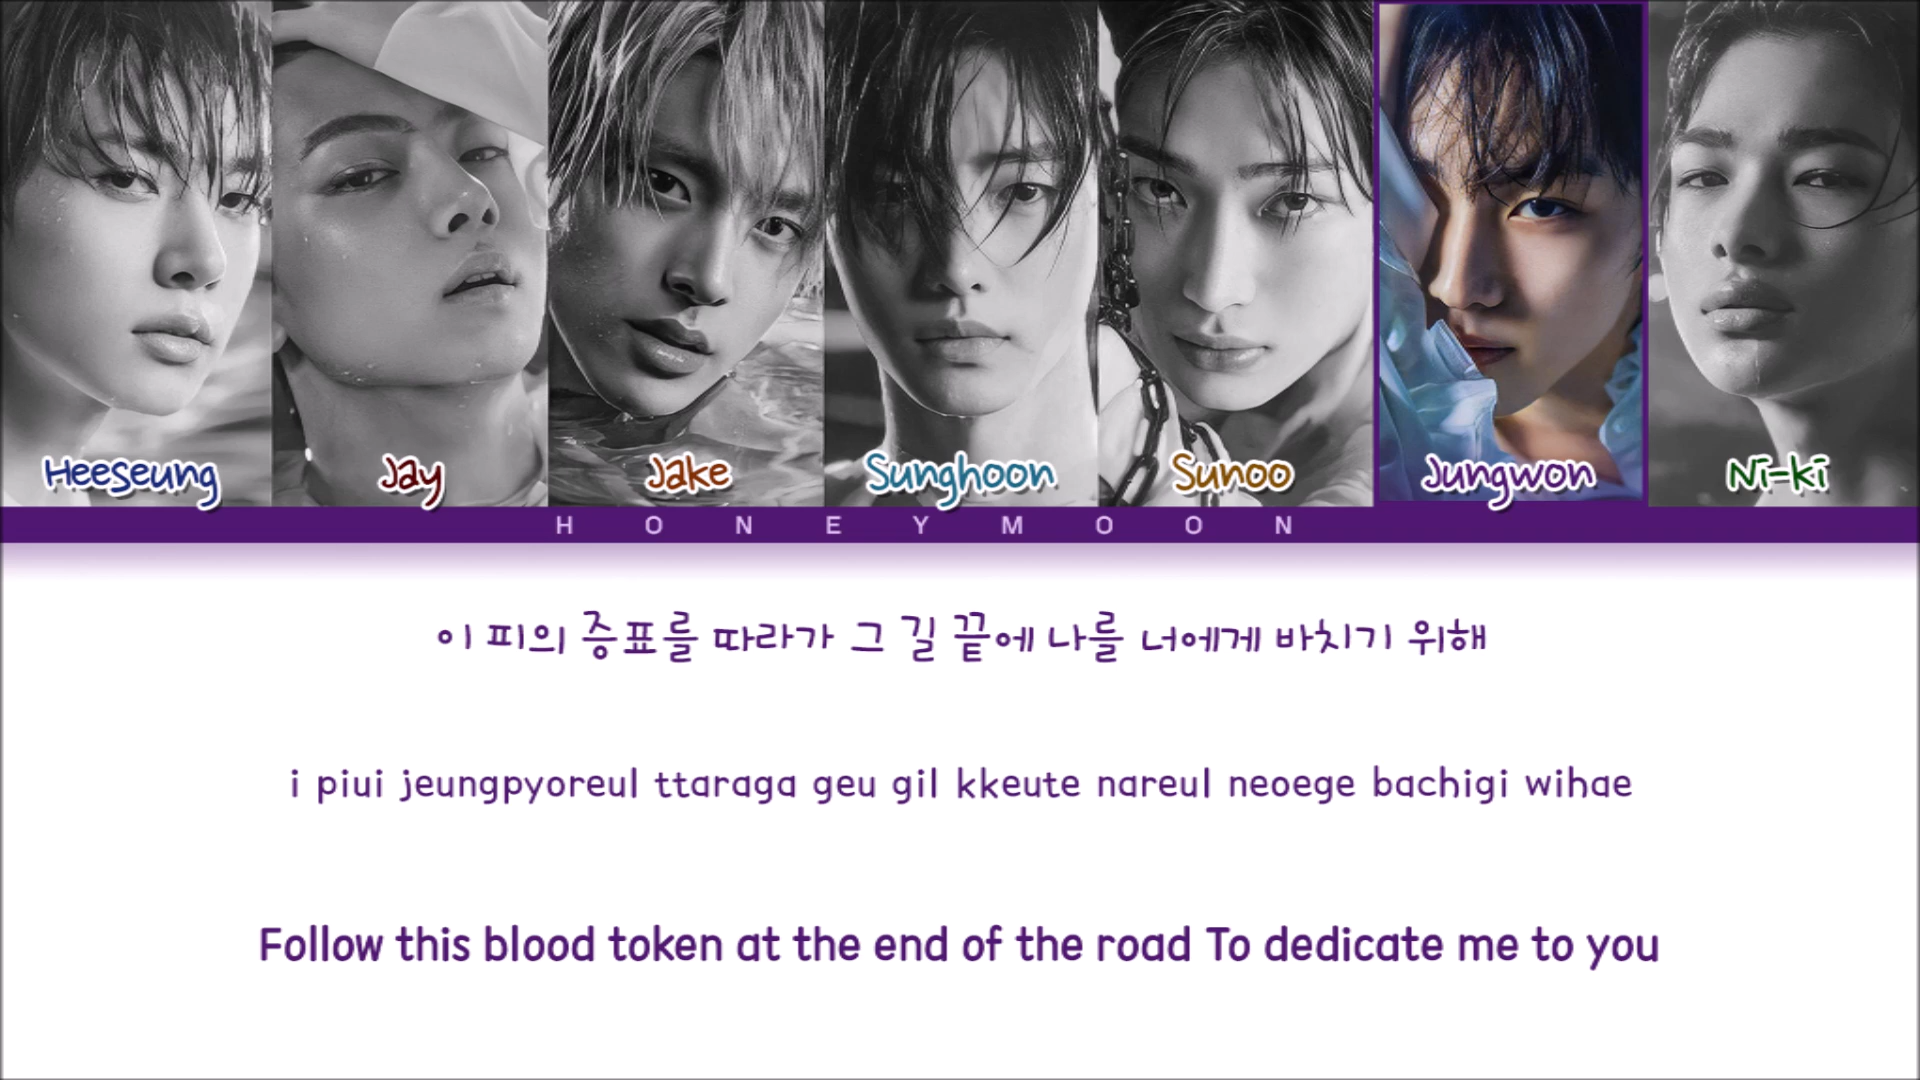 Heeseung Jay Jake Sunghoon Sunoo Jungwon Ni-ki
HONEYMOON
이 피의 증표를 따라가 그 길 끝에 나를 너에게 바치기 위해
i piui jeungpyoreul ttaraga geu gil kkeute nareul neoege bachigi wihae
Follow this blood token at the end of the road To dedicate me to you